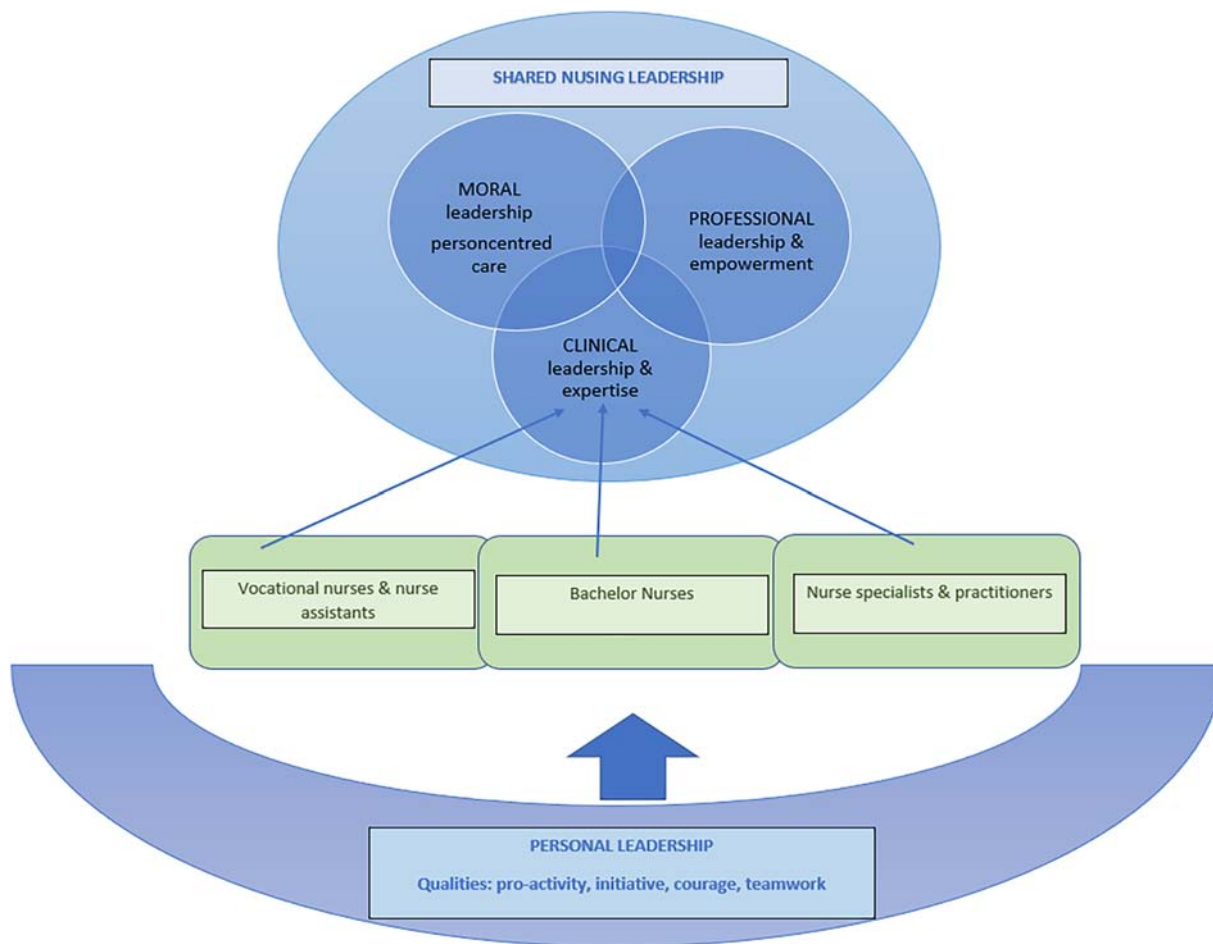 SHARED NUSING LEADERSHIP
MORAL
leadership
personcentred
care
PROFESSIONAL
leadership &
empowerment
CLINICAL
leadership &
expertise
Vocational nurses & nurse
assistants
Bachelor Nurses
Nurse specialists & practitioners
PERSONAL LEADERSHIP
Qualities: pro-activity, initiative, courage, teamwork